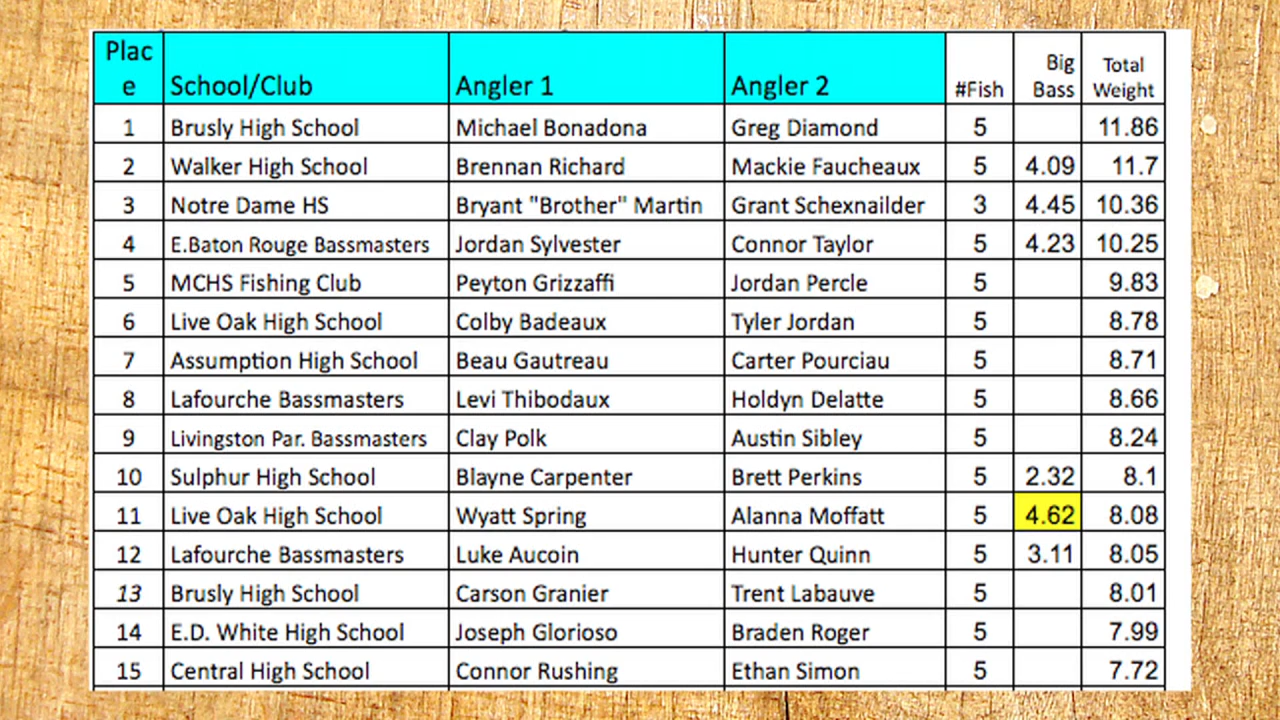 Plac
e School/Club Angler 1 Angler 2 #Fish Big Bass Total Weight
1 Brusly High School Michael Bonadona Greg Diamond 5 11.86
2 Walker High School Brennan Richard Mackie Faucheaux 5 4.09 11.7
3 Notre Dame HS Bryant "Brother" Martin Grant Schexnailder 3 4.45 10.36
4 E.Baton Rouge Bassmasters Jordan Sylvester Connor Taylor 5 4.23 10.25
5 MCHS Fishing Club Peyton Grizzaffi Jordan Percle 5 9.83
6 Live Oak High School Colby Badeaux Tyler Jordan 5 8.78
7 Assumption High School Beau Gautreau Carter Pourciau 5 8.71
8 Lafourche Bassmasters Levi Thibodaux Holdyn Delatte 5 8.66
9 Livingston Par. Bassmasters Clay Polk Austin Sibley 5 8.24
10 Sulphur High School Blayne Carpenter Brett Perkins 5 2.32 8.1
11 Live Oak High School Wyatt Spring Alanna Moffatt 5 4.62 8.08
12 Lafourche Bassmasters Luke Aucoin Hunter Quinn 5 3.11 8.05
13 Brusly High School Carson Granier Trent Labauve 5 8.01
14 E.D. White High School Joseph Glorioso Braden Roger 5 7.99
15 Central High School Connor Rushing Ethan Simon 5 7.72